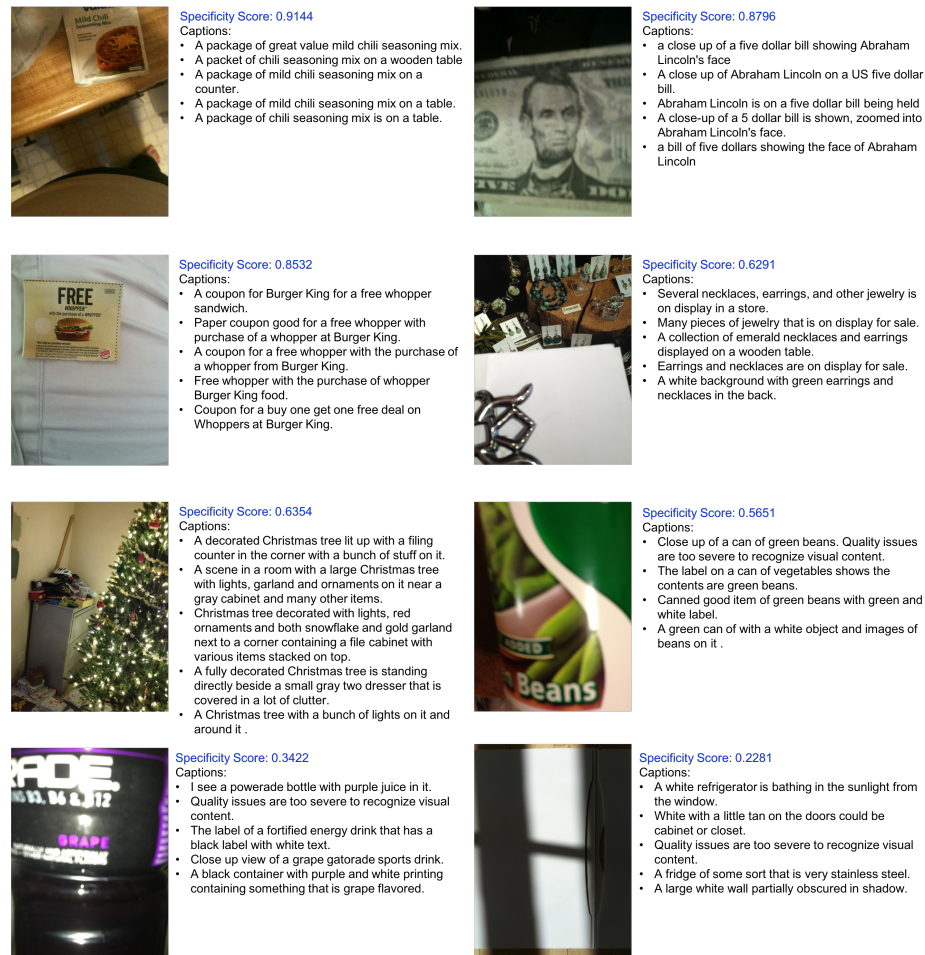 Mild Chili
Seasoning Mix
Specificity Score: 0.9144
Captions:
• A package of great value mild chili seasoning mix.
• A packet of chili seasoning mix on a wooden table
• A package of mild chili seasoning mix on a
counter.
• A package of mild chili seasoning mix on a table.
• A package of chili seasoning mix is on a table.
Specificity Score: 0.8796
Captions:
• a close up of a five dollar bill showing Abraham
Lincoln's face
• A close up of Abraham Lincoln on a US five dollar
bill.
• Abraham Lincoln is on a five dollar bill being held
• A close-up of a 5 dollar bill is shown, zoomed into
Abraham Lincoln's face.
• a bill of five dollars showing the face of Abraham
Lincoln
FREE
WHOPPER
Specificity Score: 0.8532
Captions:
• A coupon for Burger King for a free whopper
sandwich.
• Paper coupon good for a free whopper with
purchase of a whopper at Burger King.
• A coupon for a free whopper with the purchase of
a whopper from Burger King.
• Free whopper with the purchase of whopper
Burger King food.
• Coupon for a buy one get one free deal on
Whoppers at Burger King.
Specificity Score: 0.6291
Captions:
• Several necklaces, earrings, and other jewelry is
on display in a store.
• Many pieces of jewelry that is on display for sale.
• A collection of emerald necklaces and earrings
displayed on a wooden table.
• Earrings and necklaces are on display for sale.
• A white background with green earrings and
necklaces in the back.
Specificity Score: 0.6354
Captions:
• A decorated Christmas tree lit up with a filing
counter in the corner with a bunch of stuff on it.
• A scene in a room with a large Christmas tree
with lights, garland and ornaments on it near a
gray cabinet and many other items.
• Christmas tree decorated with lights, red
ornaments and both snowflake and gold garland
next to a corner containing a file cabinet with
various items stacked on top.
• A fully decorated Christmas tree is standing
directly beside a small gray two dresser that is
covered in a lot of clutter.
• A Christmas tree with a bunch of lights on it and
around it .
Beans
Specificity Score: 0.5651
Captions:
• Close up of a can of green beans. Quality issues
are too severe to recognize visual content.
• The label on a can of vegetables shows the
contents are green beans.
• Canned good item of green beans with green and
white label.
• A green can of with a white object and images of
beans on it .
RADE
B3, B6 & B12
GRAPE
Specificity Score: 0.3422
Captions:
• I see a powerade bottle with purple juice in it.
• Quality issues are too severe to recognize visual
content.
• The label of a fortified energy drink that has a
black label with white text.
• Close up view of a grape gatorade sports drink.
• A black container with purple and white printing
containing something that is grape flavored.
Specificity Score: 0.2281
Captions:
• A white refrigerator is bathing in the sunlight from
the window.
• White with a little tan on the doors could be
cabinet or closet.
• Quality issues are too severe to recognize visual
content.
• A fridge of some sort that is very stainless steel.
• A large white wall partially obscured in shadow.